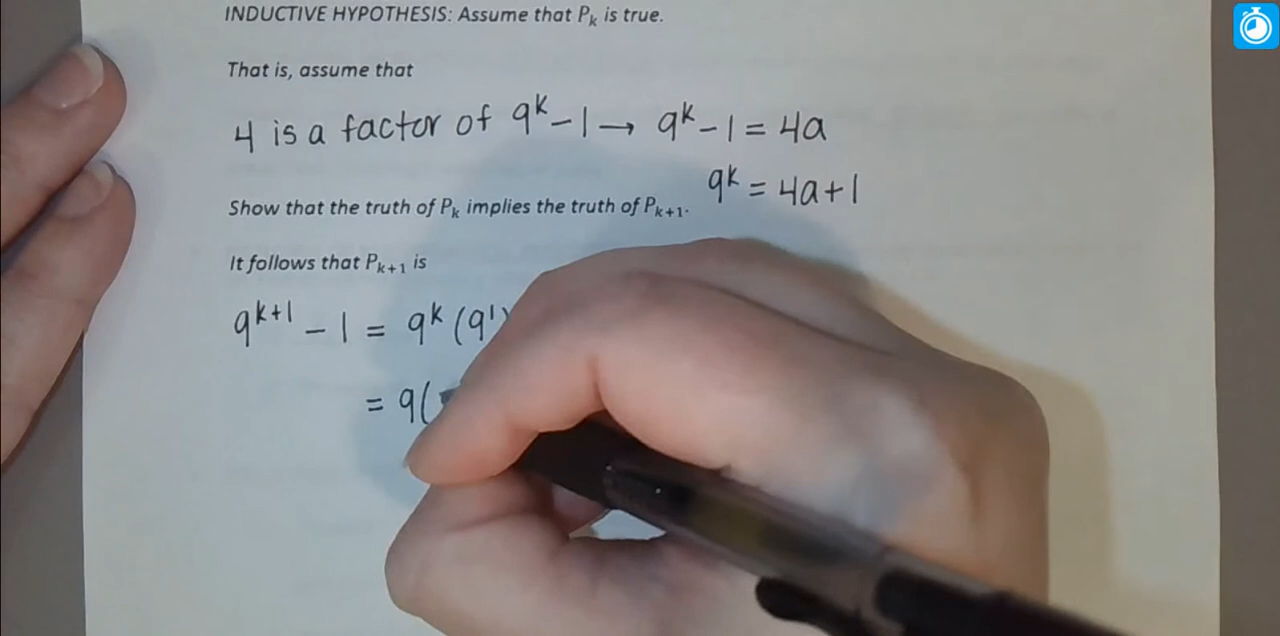 INDUCTIVE HYPOTHESIS: Assume that Pₖ is true.
That is, assume that
4 is a factor of 9ᵏ-1 → 9ᵏ-1 = 4a
9ᵏ = 4a+1
Show that the truth of Pₖ implies the truth of Pₖ₊₁.
It follows that Pₖ₊₁ is
9ᵏ⁺¹ - 1 = 9ᵏ(9¹)
= 9(